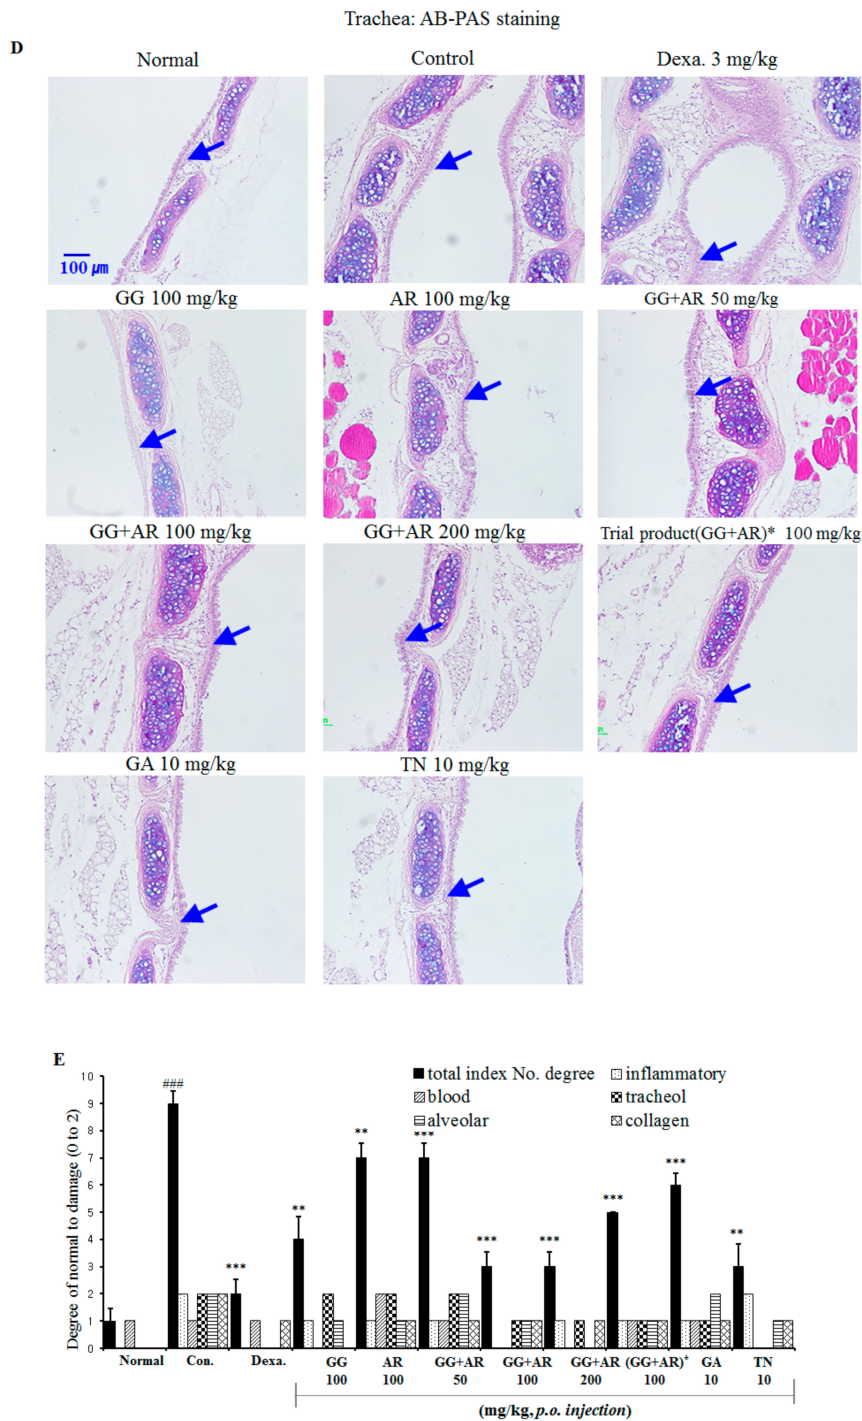 Trachea: AB-PAS staining
D
Normal
Control
Dexa. 3 mg/kg
100 μm
GG 100 mg/kg
AR 100 mg/kg
GG+AR 50 mg/kg
GG+AR 100 mg/kg
GG+AR 200 mg/kg
Trial product(GG+AR)* 100 mg/kg
GA 10 mg/kg
TN 10 mg/kg
E
Degree of normal to damage (0 to 2)
10
9
8
7
6
5
4
3
2
1
0
total index No. degree
inflammatory
blood
tracheol
alveolar
collagen
###
***
**
**
***
***
***
***
***
**
Normal
Con.
Dexa.
GG
100
AR
100
GG+AR
50
GG+AR
100
GG+AR
200
(GG+AR)*
100
GA
10
TN
10
(mg/kg, p.o. injection)